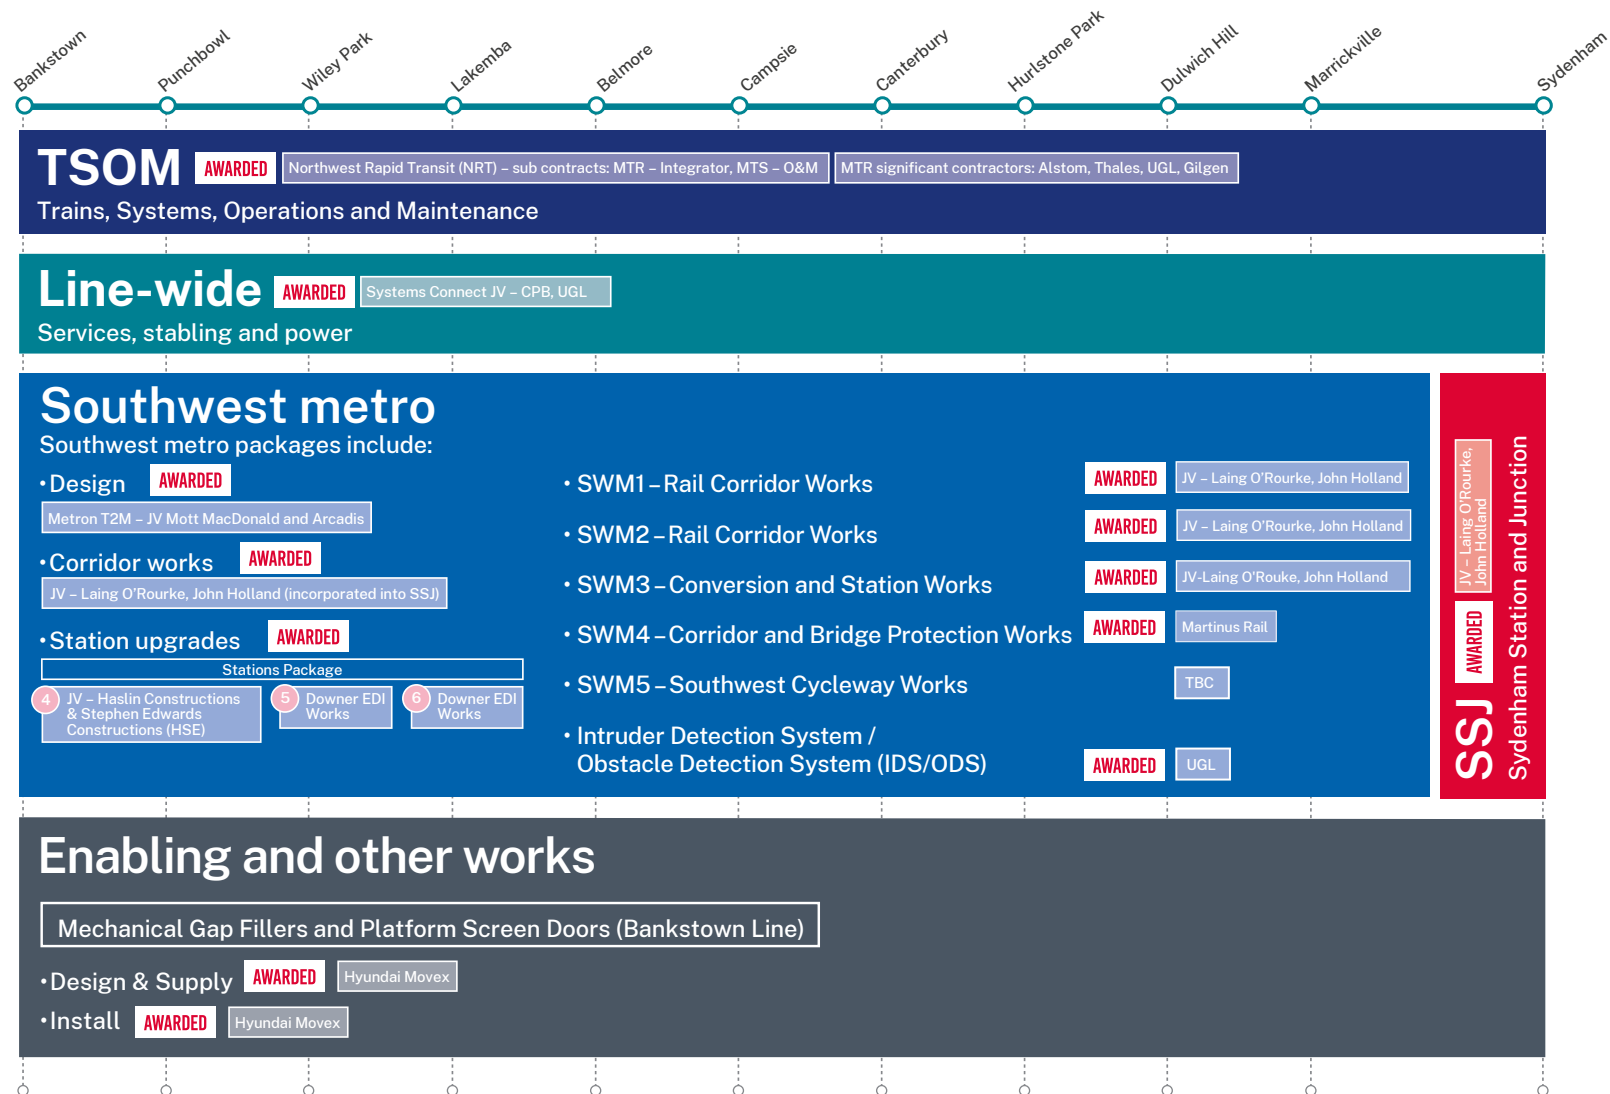 Bankstown
Punchbowl
Wiley Park
Lakemba
Belmore
Campsie
Canterbury
Hurlstone Park
Dulwich Hill
Marrickville
Sydenham
TSOM AWARDED Northwest Rapid Transit (NRT) – sub contracts: MTR – Integrator, MTS – O&M MTR significant contractors: Alstom, Thales, UGL, Gilgen
Trains, Systems, Operations and Maintenance
Line-wide AWARDED Systems Connect JV – CPB, UGL
Services, stabling and power
Southwest metro
Southwest metro packages include:
•Design AWARDED
Metron T2M – JV Mott MacDonald and Arcadis
•Corridor works AWARDED
JV – Laing O'Rourke, John Holland (incorporated into SSJ)
•Station upgrades AWARDED
Stations Package
4 JV – Haslin Constructions
& Stephen Edwards
Constructions (HSE)
5 Downer EDI
Works
6 Downer EDI
Works
• SWM1 – Rail Corridor Works AWARDED JV – Laing O'Rourke, John Holland
• SWM2 – Rail Corridor Works AWARDED JV – Laing O'Rourke, John Holland
• SWM3 – Conversion and Station Works AWARDED JV-Laing O'Rouke, John Holland
• SWM4 – Corridor and Bridge Protection Works AWARDED Martinus Rail
• SWM5 – Southwest Cycleway Works TBC
• Intruder Detection System /
Obstacle Detection System (IDS/ODS) AWARDED UGL
SSJ AWARDED JV – Laing O'Rourke,
John Holland
Sydenham Station and Junction
Enabling and other works
Mechanical Gap Fillers and Platform Screen Doors (Bankstown Line)
•Design & Supply AWARDED Hyundai Movex
•Install AWARDED Hyundai Movex